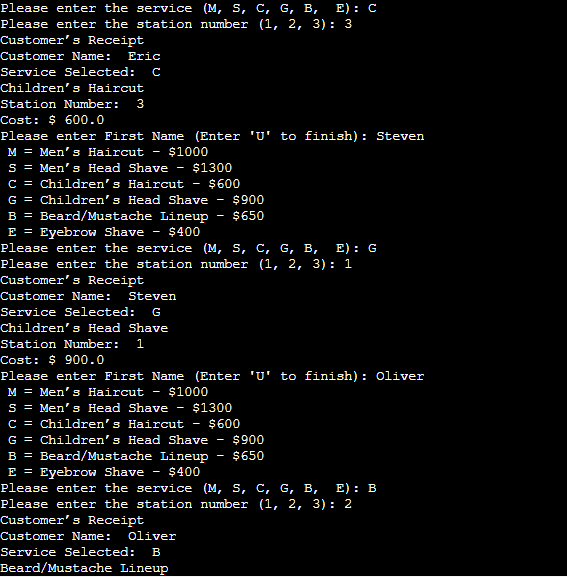 Please enter the service (M, S, C, G, B,  E): C
Please enter the station number (1, 2, 3): 3
Customer’s Receipt
Customer Name:  Eric
Service Selected:  C
Children’s Haircut
Station Number:  3
Cost: $ 600.0
Please enter First Name (Enter 'U' to finish): Steven
 M = Men’s Haircut – $1000
 S = Men’s Head Shave – $1300
 C = Children’s Haircut – $600
 G = Children’s Head Shave – $900
 B = Beard/Mustache Lineup – $650
 E = Eyebrow Shave – $400
Please enter the service (M, S, C, G, B,  E): G
Please enter the station number (1, 2, 3): 1
Customer’s Receipt
Customer Name:  Steven
Service Selected:  G
Children’s Head Shave
Station Number:  1
Cost: $ 900.0
Please enter First Name (Enter 'U' to finish): Oliver
 M = Men’s Haircut – $1000
 S = Men’s Head Shave – $1300
 C = Children’s Haircut – $600
 G = Children’s Head Shave – $900
 B = Beard/Mustache Lineup – $650
 E = Eyebrow Shave – $400
Please enter the service (M, S, C, G, B,  E): B
Please enter the station number (1, 2, 3): 2
Customer’s Receipt
Customer Name:  Oliver
Service Selected:  B
Beard/Mustache Lineup